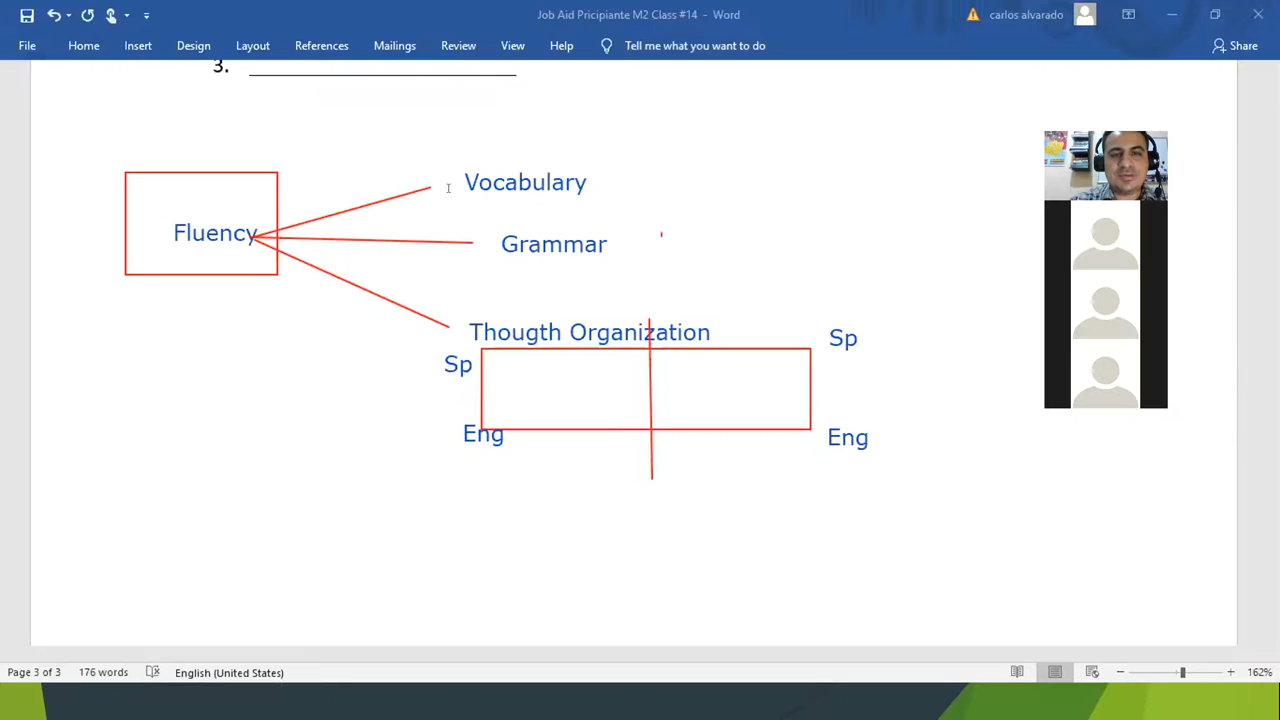 Job Aid Pricipiante M2 Class #14 - Word
carlos alvarado
File Home Insert Design Layout References Mailings Review View Help Tell me what you want to do Share
3.
Vocabulary
Fluency
Grammar
Thougth Organization
Sp
Sp
Eng
Eng
Page 3 of 3 176 words English (United States) 162%